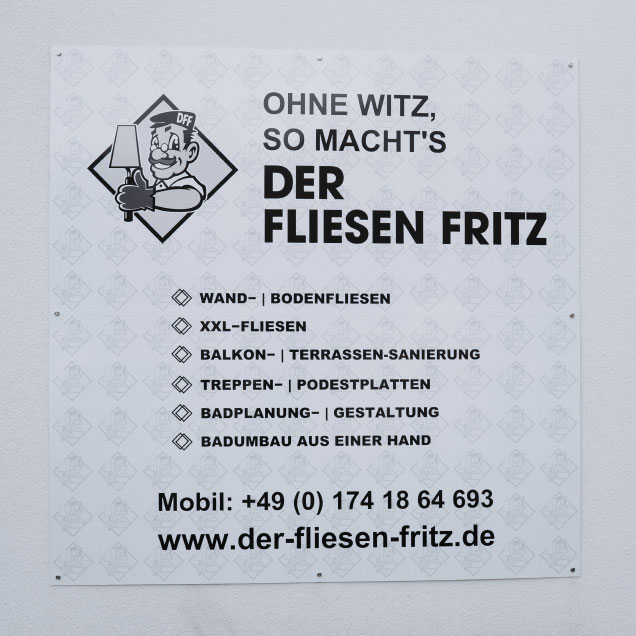 DFF
OHNE WITZ,
SO MACHT'S
DER
FLIESEN FRITZ
WAND- | BODENFLIESEN
XXL-FLIESEN
BALKON- | TERRASSEN-SANIERUNG
TREPPEN- | PODESTPLATTEN
BADPLANUNG- | GESTALTUNG
BADUMBAU AUS EINER HAND
Mobil: +49 (0) 174 18 64 693
www.der-fliesen-fritz.de